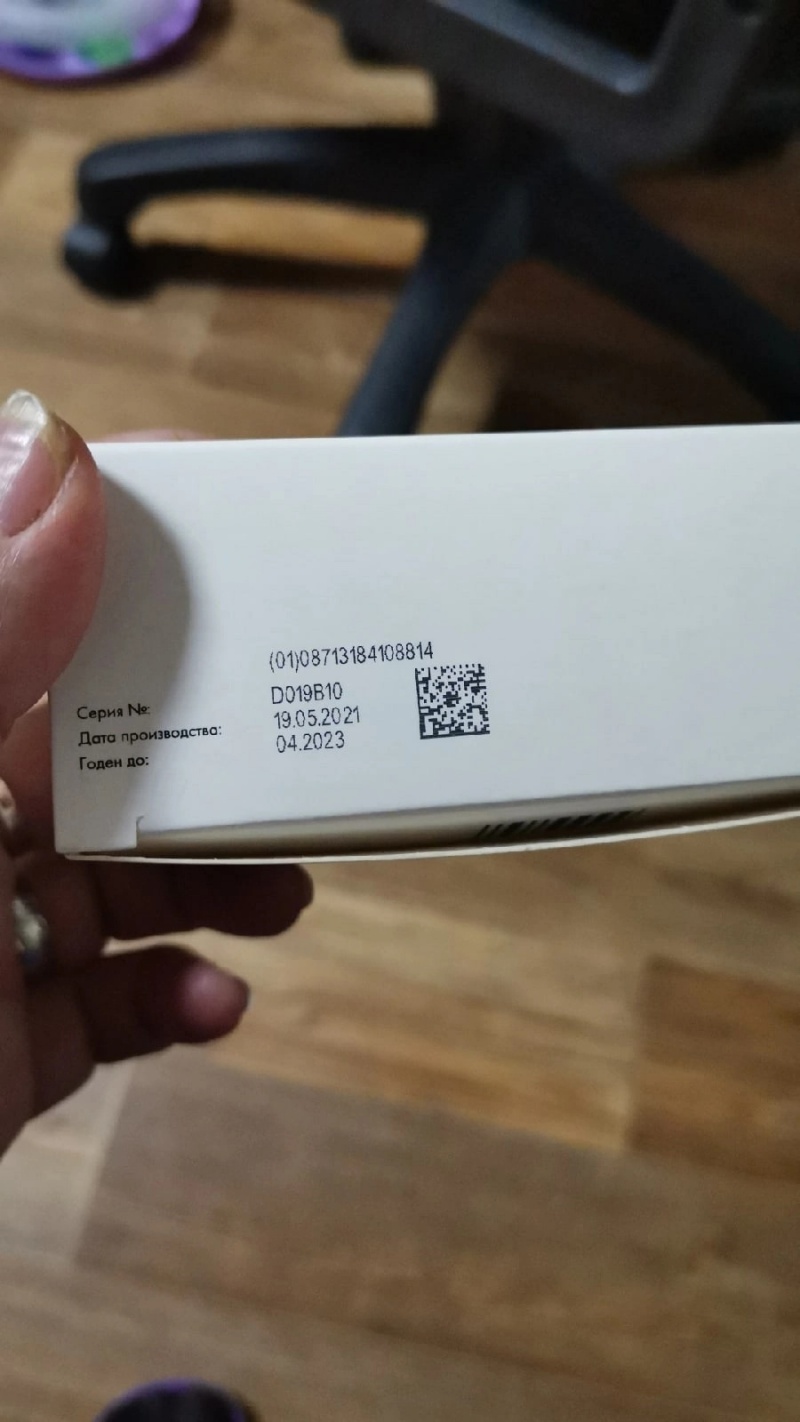 (01)08713184108814
Серия №: D019B10
Дата производства: 19.05.2021
Годен до: 04.2023